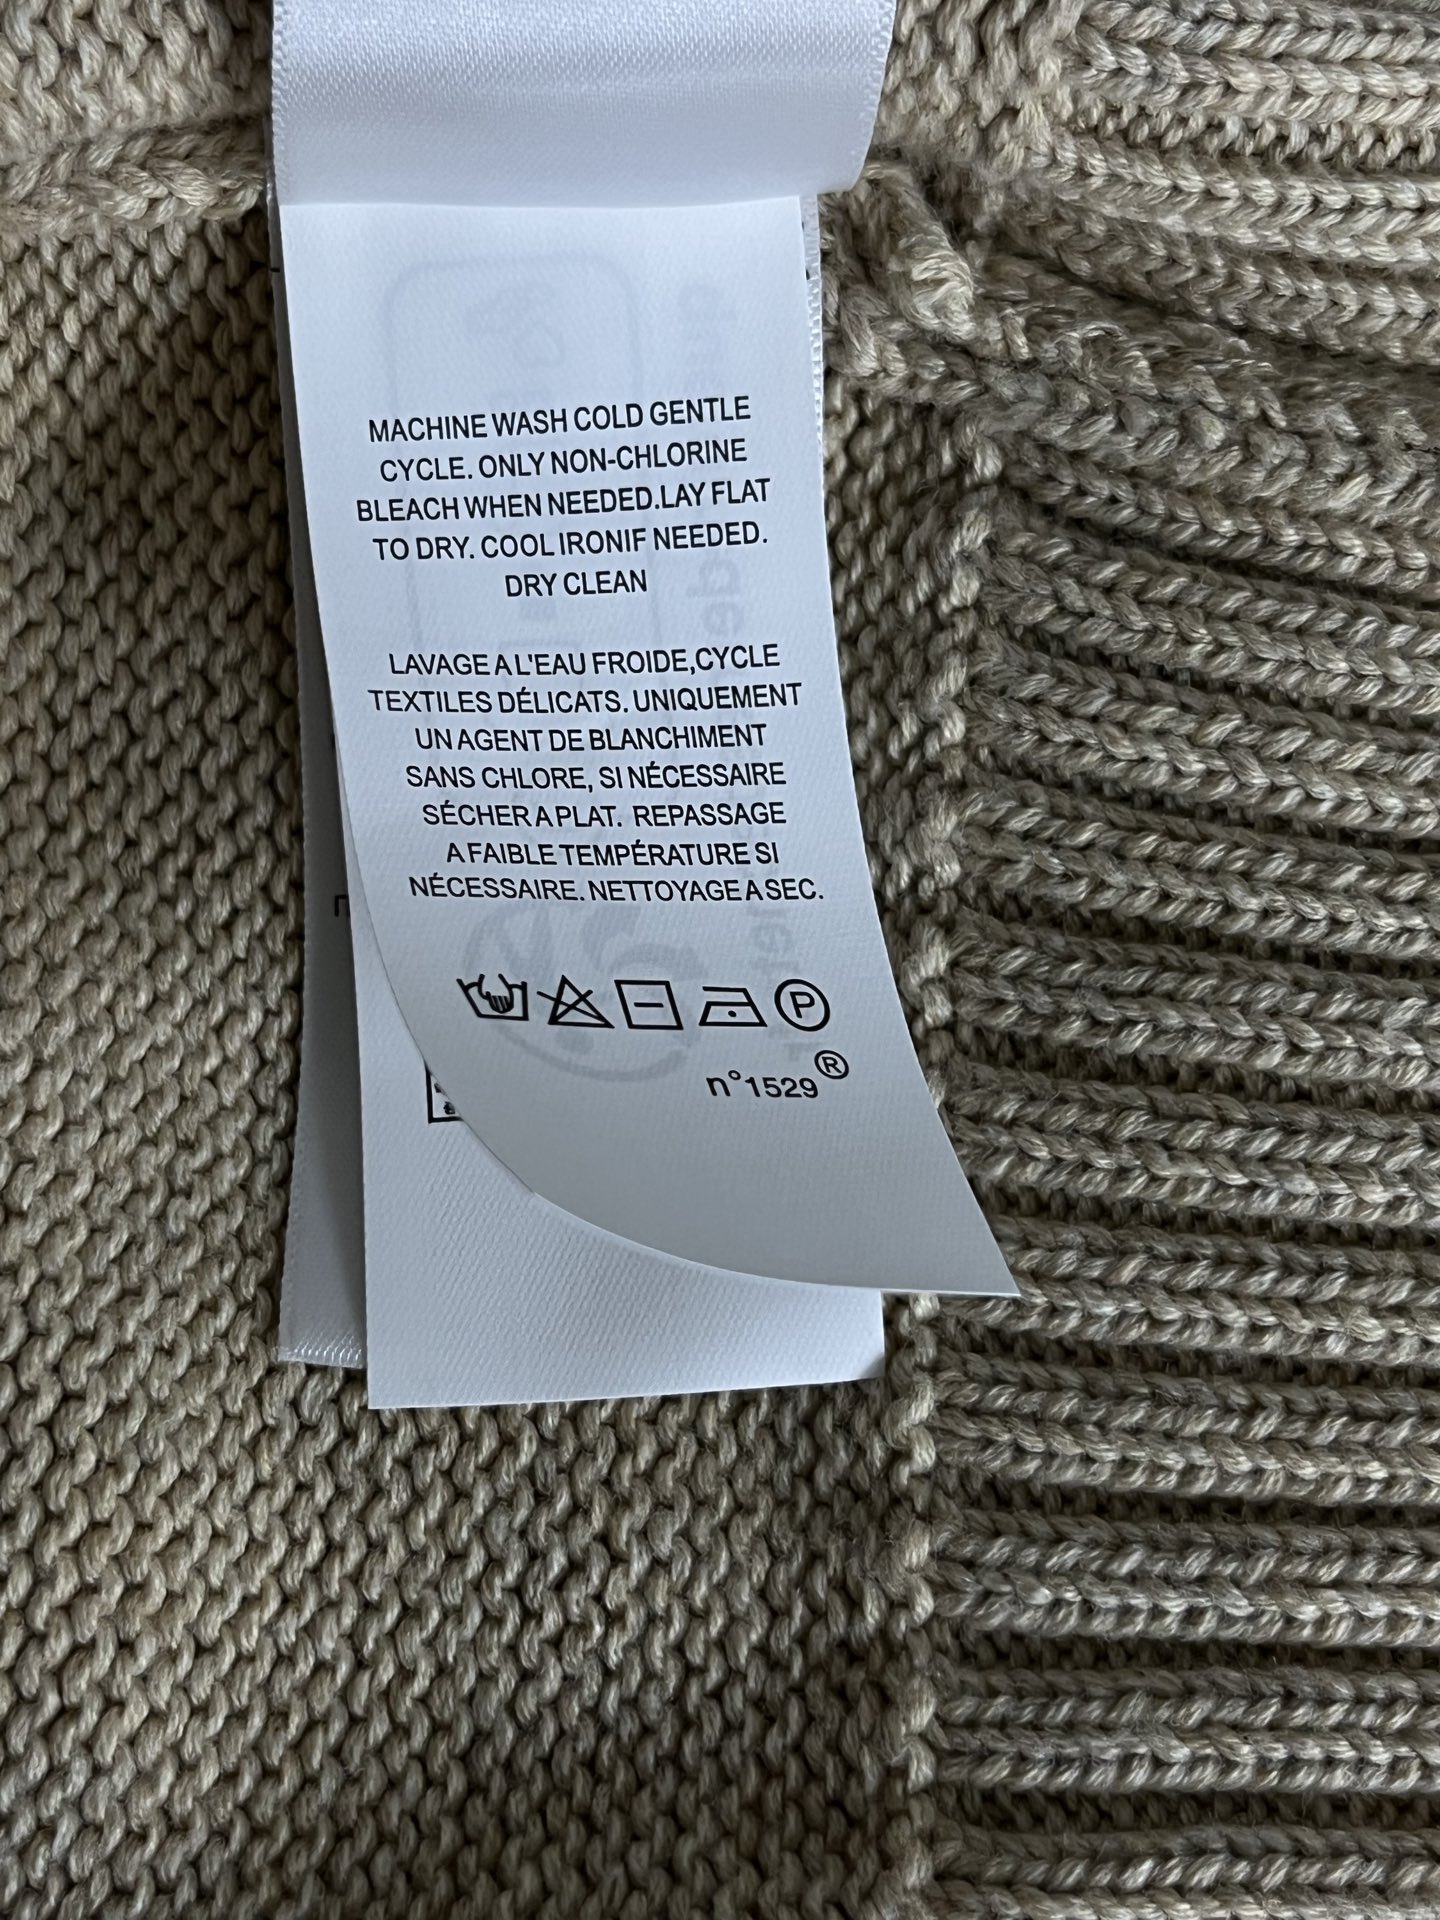 MACHINE WASH COLD GENTLE
CYCLE. ONLY NON-CHLORINE
BLEACH WHEN NEEDED.LAY FLAT
TO DRY. COOL IRONIF NEEDED.
DRY CLEAN
LAVAGE A L'EAU FROIDE,CYCLE
TEXTILES DÉLICATS. UNIQUEMENT
UN AGENT DE BLANCHIMENT
SANS CHLORE, SI NÉCESSAIRE
SÉCHER A PLAT. REPASSAGE
A FAIBLE TEMPÉRATURE SI
NÉCESSAIRE. NETTOYAGE A SEC.
P
n°1529®